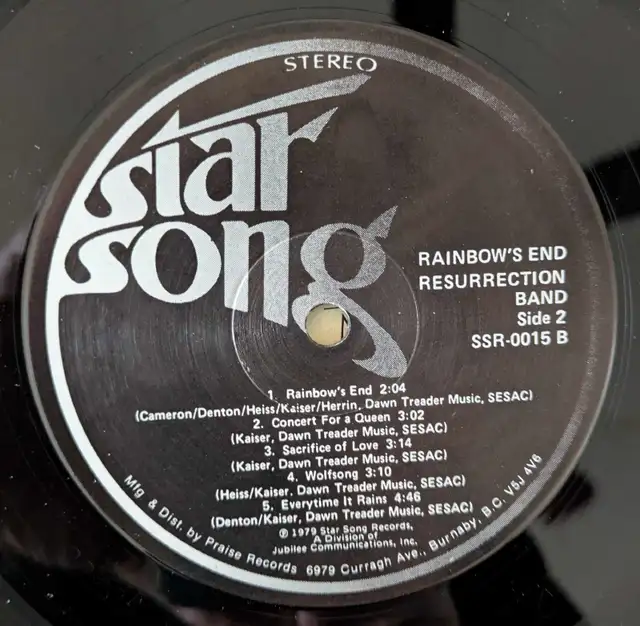 STEREO
star
song
RAINBOW'S END
RESURRECTION
BAND
Side 2
SSR-0015 B
1. Rainbow's End 2:04
(Cameron/Denton/Heiss/Kaiser/Herrin, Dawn Treader Music, SESAC)
2. Concert For a Queen 3:02
(Kaiser, Dawn Treader Music, SESAC)
3. Sacrifice of Love 3:14
(Kaiser, Dawn Treader Music, SESAC)
4. Wolfsong 3:10
(Heiss/Kaiser, Dawn Treader Music, SESAC)
5. Everytime It Rains 4:46
(Denton/Kaiser, Dawn Treader Music, SESAC)
℗ 1979 Star Song Records,
A Division of
Jubilee Communications, Inc.
Mfg & Dist. by Praise Records 6979 Curragh Ave., Burnaby, B.C. V5J 4V6